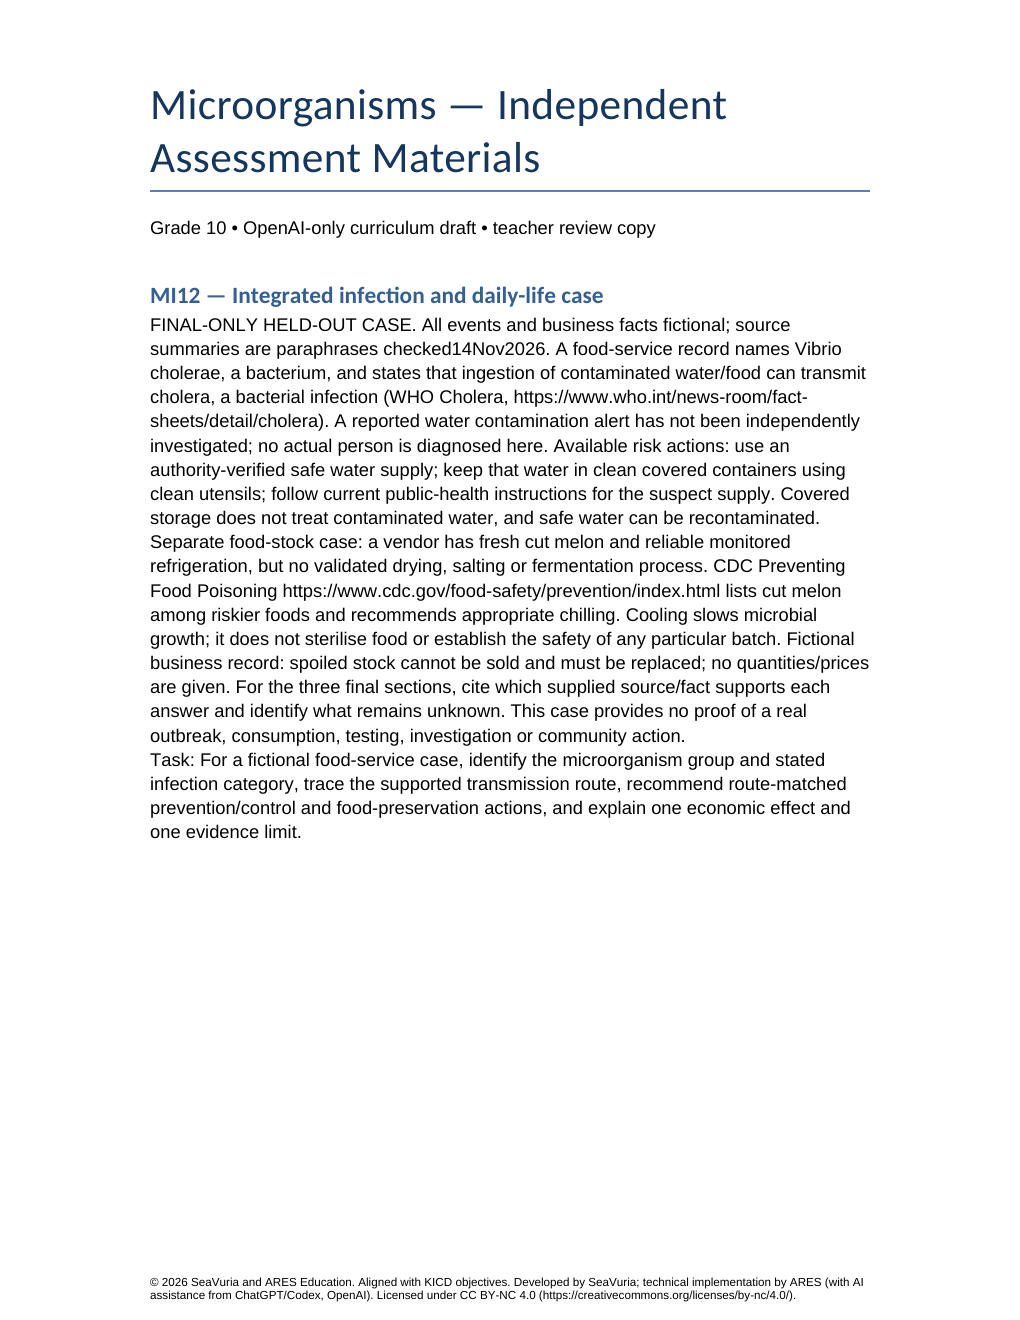 Microorganisms — Independent
Assessment Materials
Grade 10 • OpenAI-only curriculum draft • teacher review copy
MI12 — Integrated infection and daily-life case
FINAL-ONLY HELD-OUT CASE. All events and business facts fictional; source
summaries are paraphrases checked14Nov2026. A food-service record names Vibrio
cholerae, a bacterium, and states that ingestion of contaminated water/food can transmit
cholera, a bacterial infection (WHO Cholera, https://www.who.int/news-room/fact-
sheets/detail/cholera). A reported water contamination alert has not been independently
investigated; no actual person is diagnosed here. Available risk actions: use an
authority-verified safe water supply; keep that water in clean covered containers using
clean utensils; follow current public-health instructions for the suspect supply. Covered
storage does not treat contaminated water, and safe water can be recontaminated.
Separate food-stock case: a vendor has fresh cut melon and reliable monitored
refrigeration, but no validated drying, salting or fermentation process. CDC Preventing
Food Poisoning https://www.cdc.gov/food-safety/prevention/index.html lists cut melon
among riskier foods and recommends appropriate chilling. Cooling slows microbial
growth; it does not sterilise food or establish the safety of any particular batch. Fictional
business record: spoiled stock cannot be sold and must be replaced; no quantities/prices
are given. For the three final sections, cite which supplied source/fact supports each
answer and identify what remains unknown. This case provides no proof of a real
outbreak, consumption, testing, investigation or community action.
Task: For a fictional food-service case, identify the microorganism group and stated
infection category, trace the supported transmission route, recommend route-matched
prevention/control and food-preservation actions, and explain one economic effect and
one evidence limit.
© 2026 SeaVuria and ARES Education. Aligned with KICD objectives. Developed by SeaVuria; technical implementation by ARES (with AI
assistance from ChatGPT/Codex, OpenAI). Licensed under CC BY-NC 4.0 (https://creativecommons.org/licenses/by-nc/4.0/).